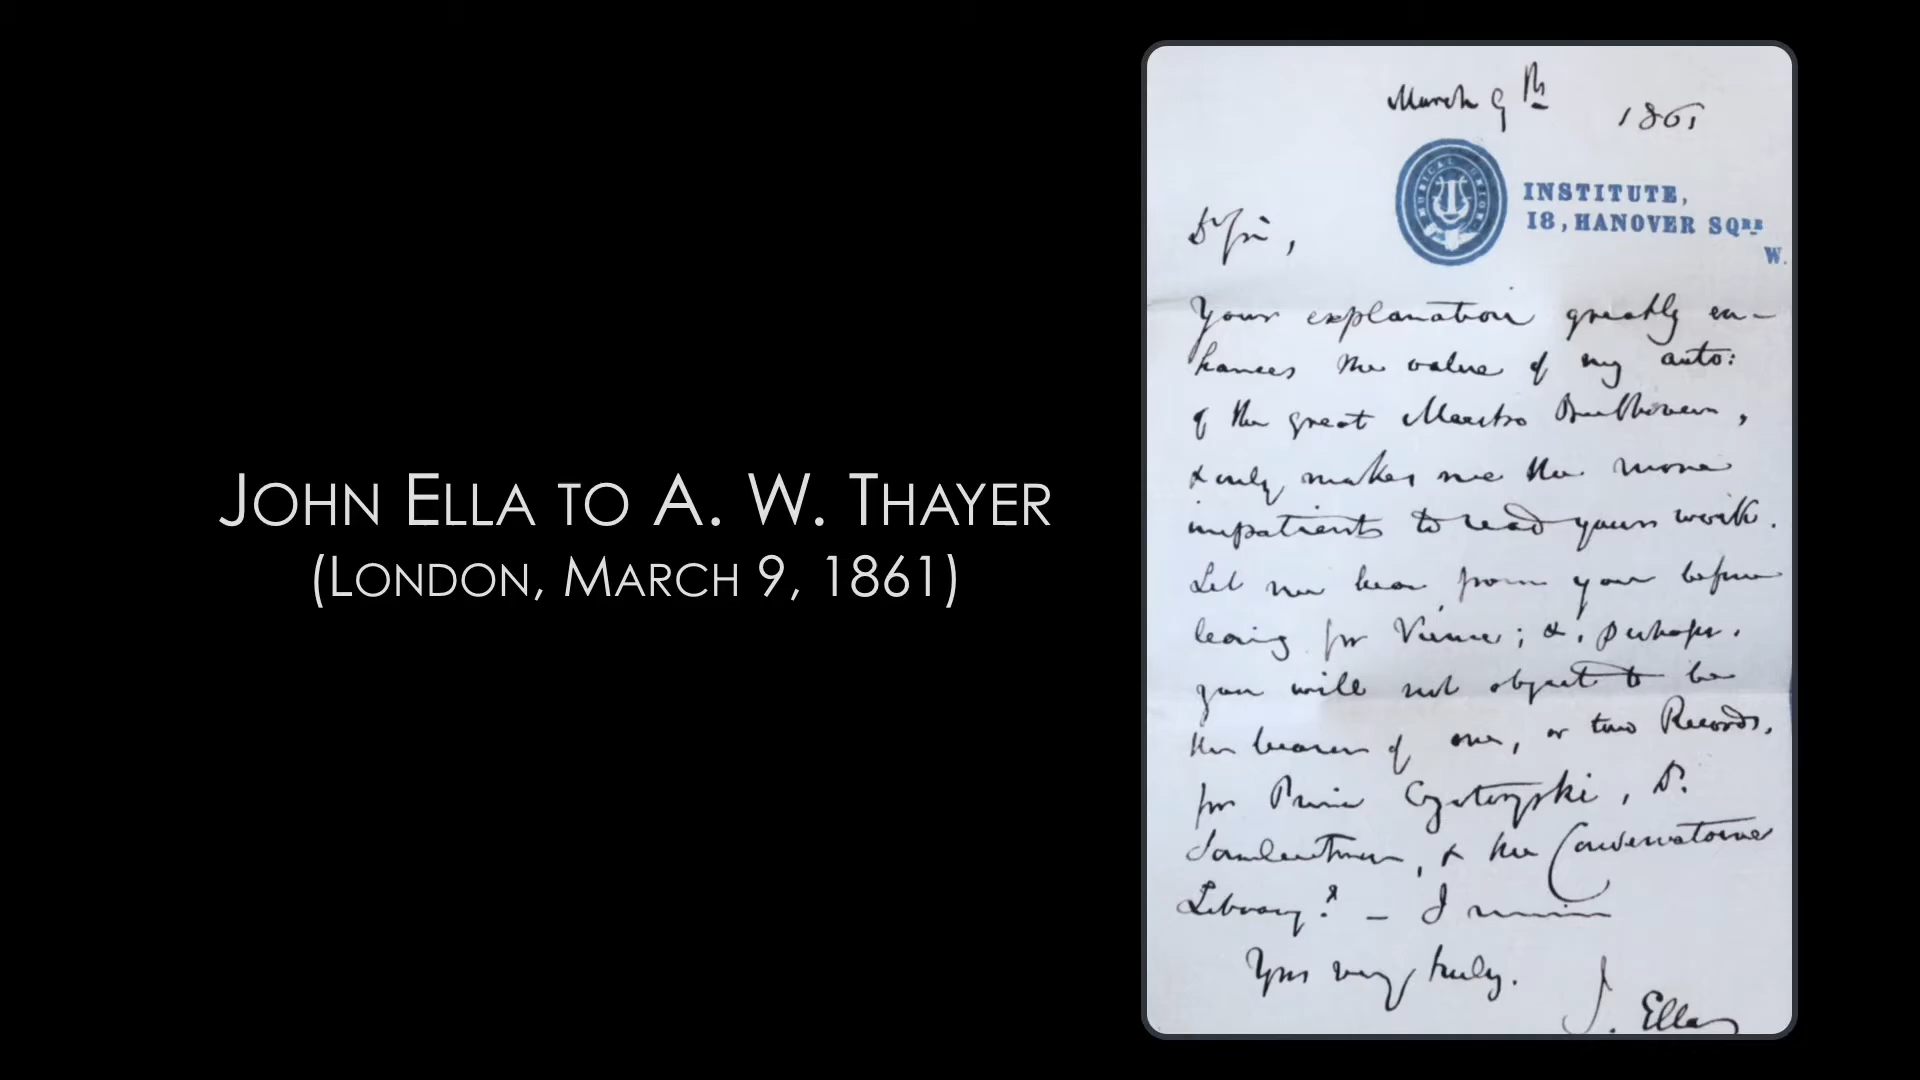 JOHN ELLA TO A. W. THAYER
(LONDON, MARCH 9, 1861)
March 9th 1861
MUSICAL UNION
INSTITUTE,
18, HANOVER SQRE
W.
Dr Sir,
Your explanation greatly en-
hances the value of my auto:
of the great Maestro Beethoven,
& only makes me the more
impatient to read your work.
Let me hear from you before
leaving for Vienna; &, perhaps,
you will not object to be
the bearer of one, or two Records,
for Prince Czatoryski, Dr.
, & the Conservatoire
Library? — I remain
Yrs very truly.
J. Ella